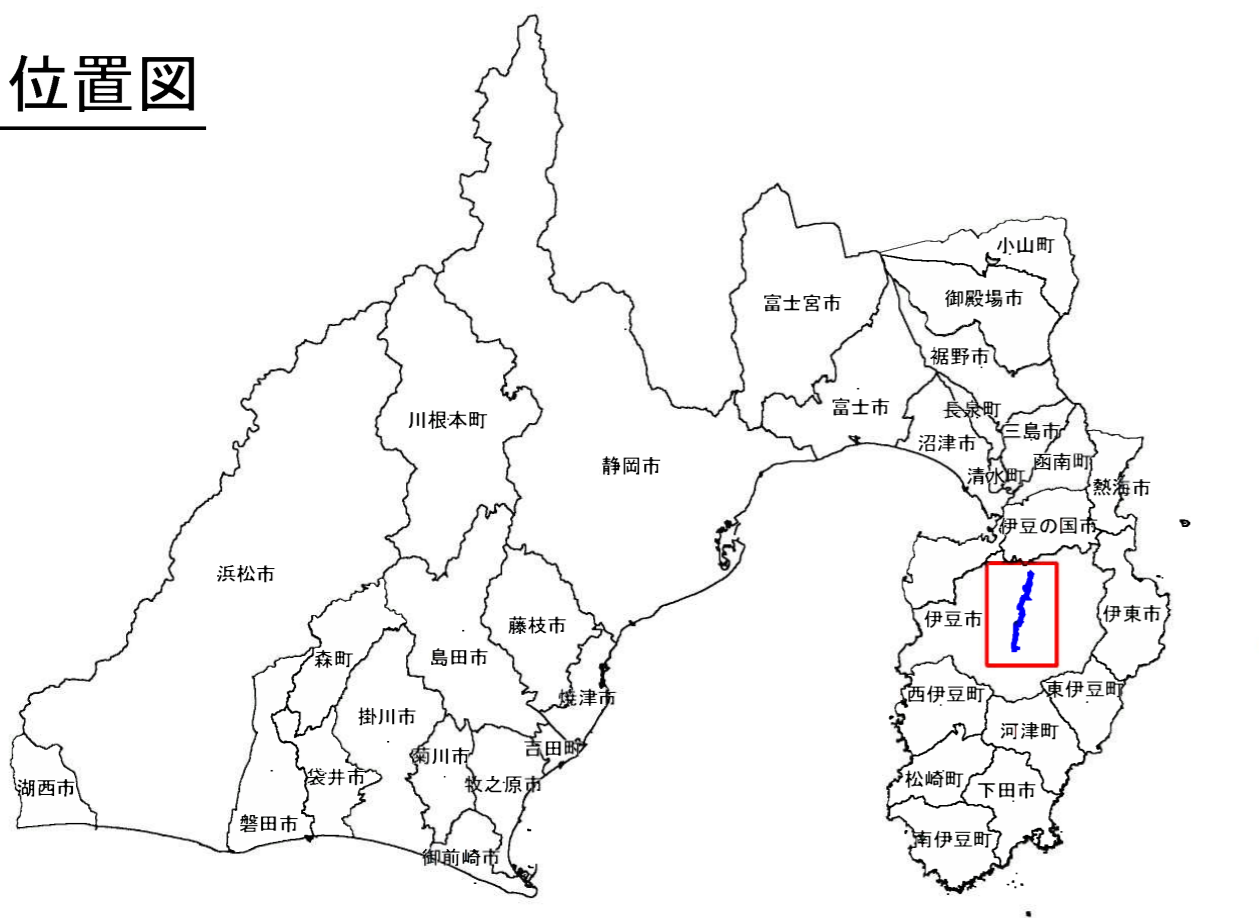 位置図
小山町
富士宮市
御殿場市
裾野市
富士市
長泉町
川根本町
三島市
沼津市
函南町
静岡市
清水町
熱海市
伊豆の国市
浜松市
伊豆市
伊東市
藤枝市
森町
島田市
焼津市
西伊豆町
東伊豆町
掛川市
河津町
吉田町
菊川市
袋井市
牧之原市
松崎町
湖西市
下田市
磐田市
南伊豆町
御前崎市